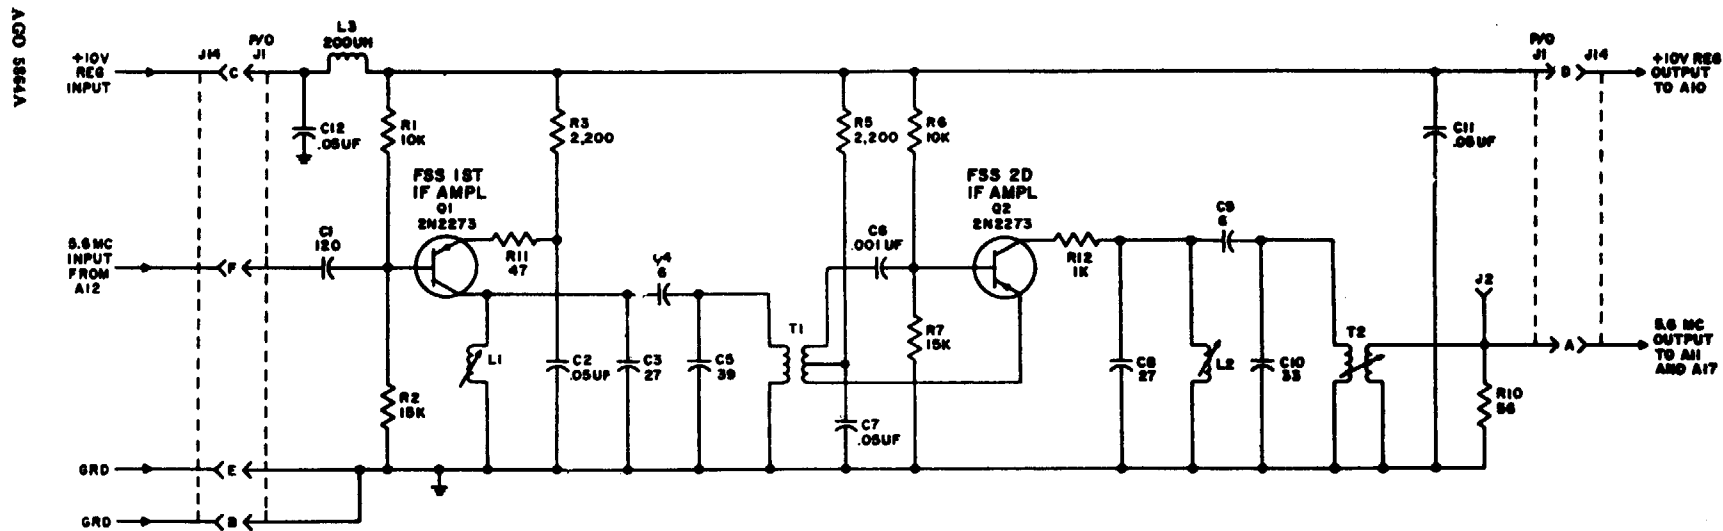 AGO 5864A
+10V
REG
INPUT
J14
P/O
J1
C
L3
200UH
C12
.05UF
R1
10K
R3
2,200
R5
2,200
R6
10K
C11
.05UF
P/O
J1
D
J14
+10V REG
OUTPUT
TO A10
FSS 1ST
IF AMPL
Q1
2N2273
FSS 2D
IF AMPL
Q2
2N2273
5.6 MC
INPUT
FROM
A12
F
C1
120
R11
47
C4
6
C6
.001UF
R12
1K
C9
6
J2
L1
C2
.05UF
C3
27
C5
39
T1
R7
15K
C8
27
L2
C10
33
T2
A
5.6 MC
OUTPUT
TO A11
AND A17
R2
15K
C7
.05UF
R10
56
GRD
E
GRD
B